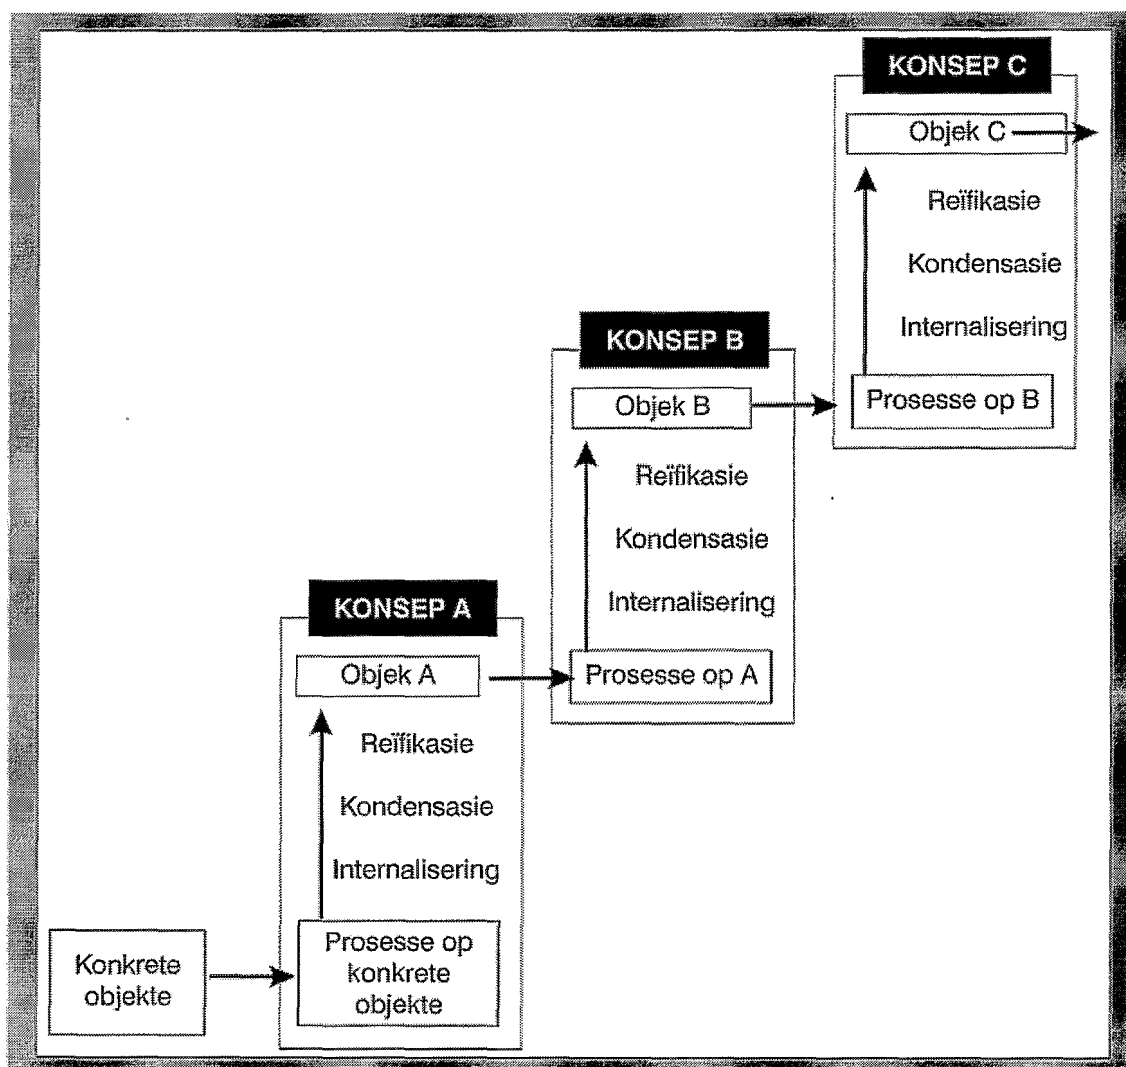 KONSEP C
Objek C
Reïfikasie
Kondensasie
Internalisering
Prosesse op B
KONSEP B
Objek B
Reïfikasie
Kondensasie
Internalisering
Prosesse op A
KONSEP A
Objek A
Reïfikasie
Kondensasie
Internalisering
Prosesse op
konkrete
objekte
Konkrete
objekte